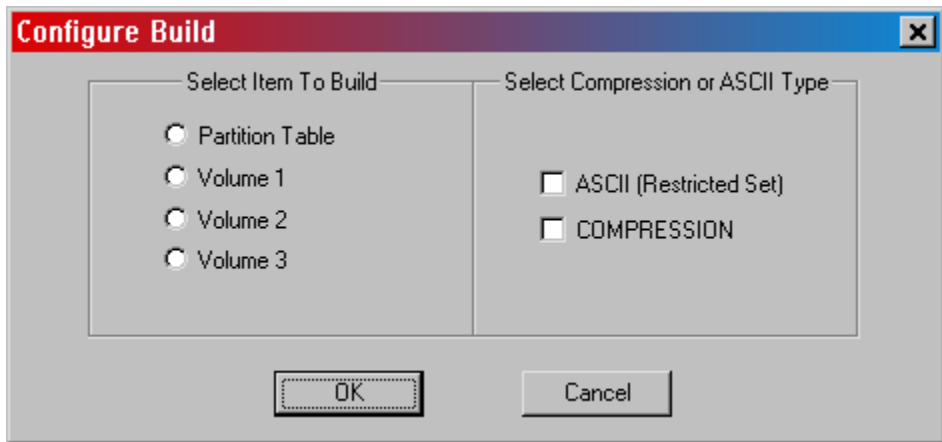 Configure Build
Select Item To Build
Partition Table
Volume 1
Volume 2
Volume 3
Select Compression or ASCII Type
ASCII (Restricted Set)
COMPRESSION
OK
Cancel